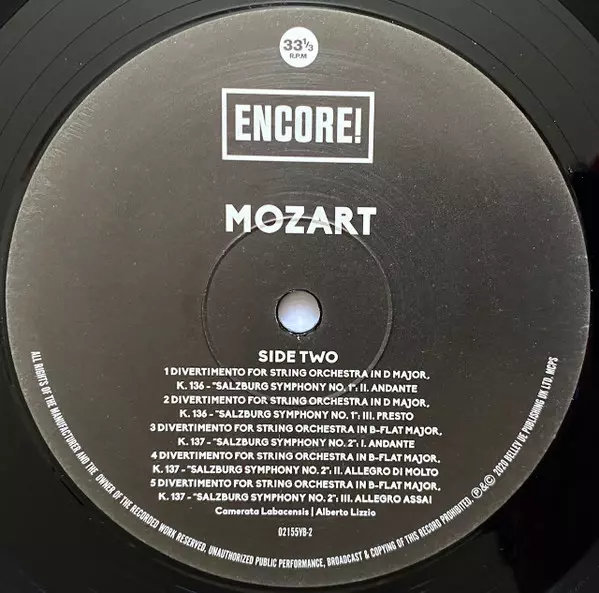 33⅓
R.P.M
ENCORE!
MOZART
SIDE TWO
1 DIVERTIMENTO FOR STRING ORCHESTRA IN D MAJOR,
K. 136 - "SALZBURG SYMPHONY NO. 1": II. ANDANTE
2 DIVERTIMENTO FOR STRING ORCHESTRA IN D MAJOR,
K. 136 - "SALZBURG SYMPHONY NO. 1": III. PRESTO
3 DIVERTIMENTO FOR STRING ORCHESTRA IN B-FLAT MAJOR,
K. 137 - "SALZBURG SYMPHONY NO. 2": I. ANDANTE
4 DIVERTIMENTO FOR STRING ORCHESTRA IN B-FLAT MAJOR,
K. 137 - "SALZBURG SYMPHONY NO. 2": II. ALLEGRO DI MOLTO
5 DIVERTIMENTO FOR STRING ORCHESTRA IN B-FLAT MAJOR,
K. 137 - "SALZBURG SYMPHONY NO. 2": III. ALLEGRO ASSAI
Camerata Labacensis | Alberto Lizzio
02155YB-2
ALL RIGHTS OF THE MANUFACTURER AND THE OWNER OF THE RECORDED WORK RESERVED, UNAUTHORIZED PUBLIC PERFORMANCE, BROADCAST & COPYING OF THIS RECORD PROHIBITED. ℗&© 2020 BELLEV UE PUBLISHING UK LTD. MCPS